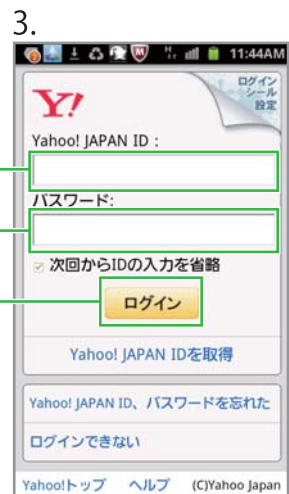 3.
11:44AM
Y!
ログイン
シール
設定
Yahoo! JAPAN ID :
パスワード:
次回からIDの入力を省略
ログイン
Yahoo! JAPAN IDを取得
Yahoo! JAPAN ID、パスワードを忘れた
ログインできない
Yahoo!トップ ヘルプ (C)Yahoo Japan